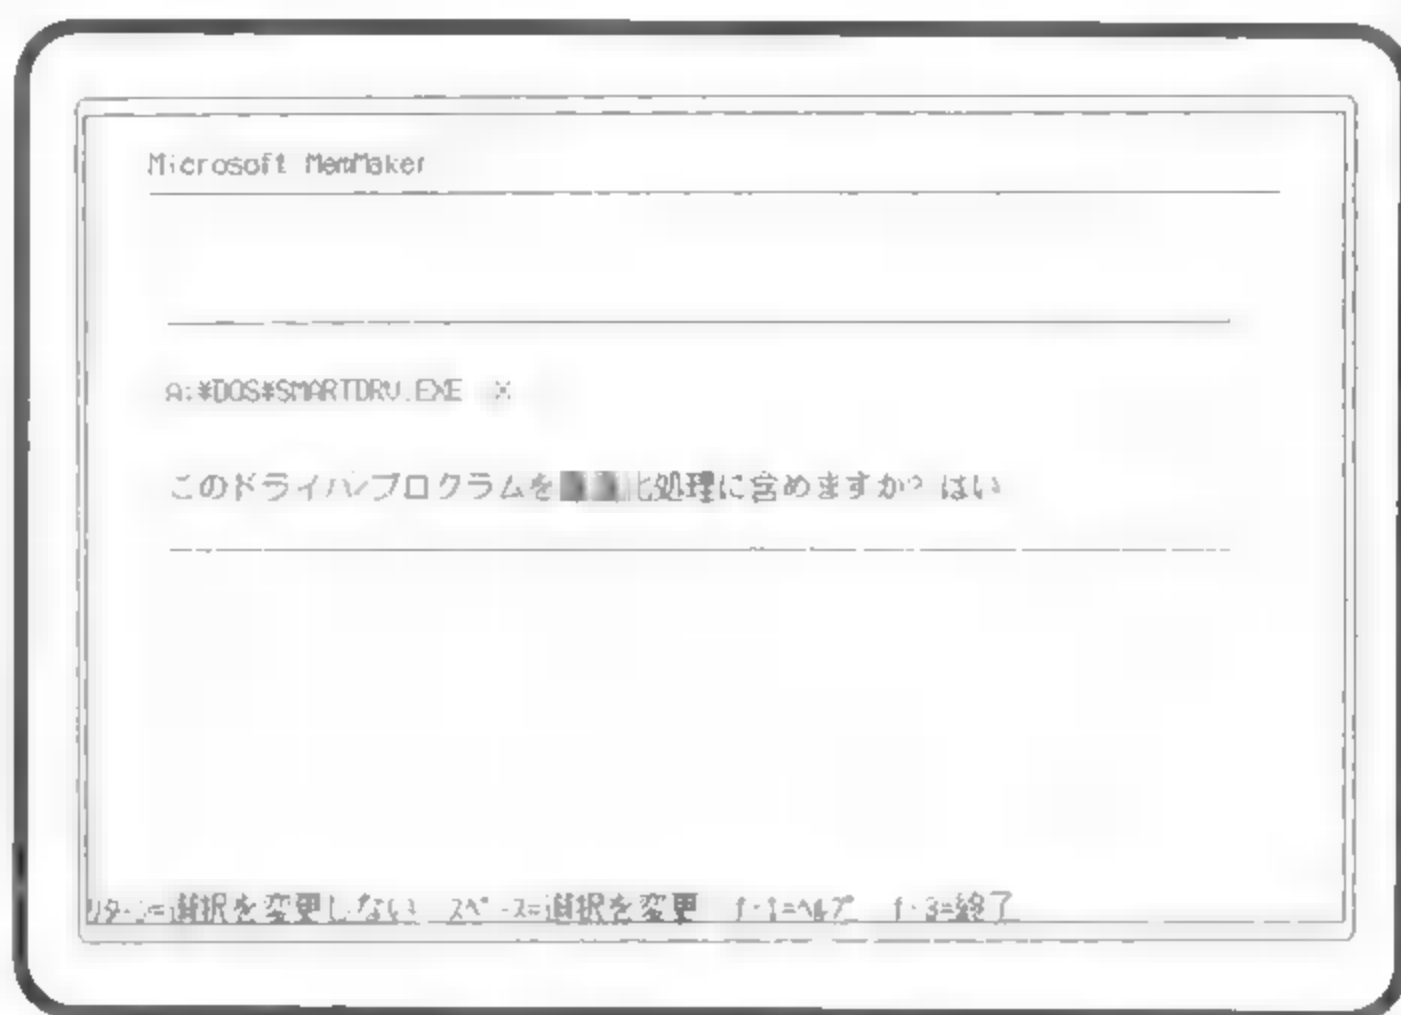 Microsoft MemMaker
A:¥DOS¥SMARTDRV.EXE X
このドライバ/プログラムを 化処理に含めますか? はい
リターン=選択を変更しない スペース=選択を変更 f・1=ヘルプ f・3=終了